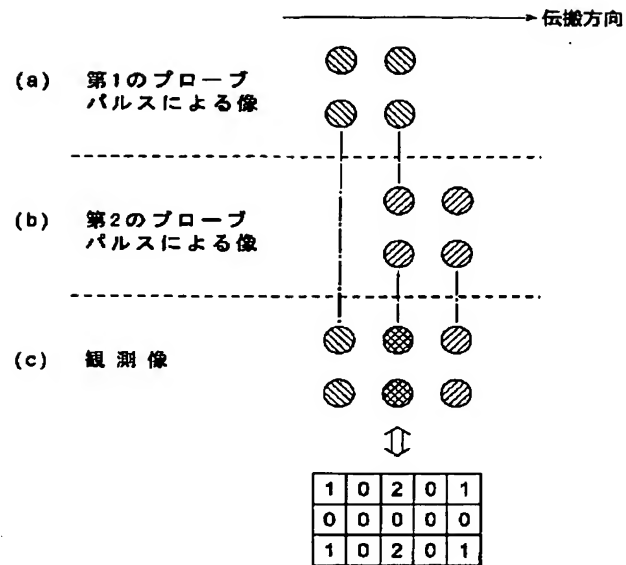 伝搬方向
(a) 第1のプローブ
パルスによる像
(b) 第2のプローブ
パルスによる像
(c) 観測像
1 0 2 0 1
0 0 0 0 0
1 0 2 0 1